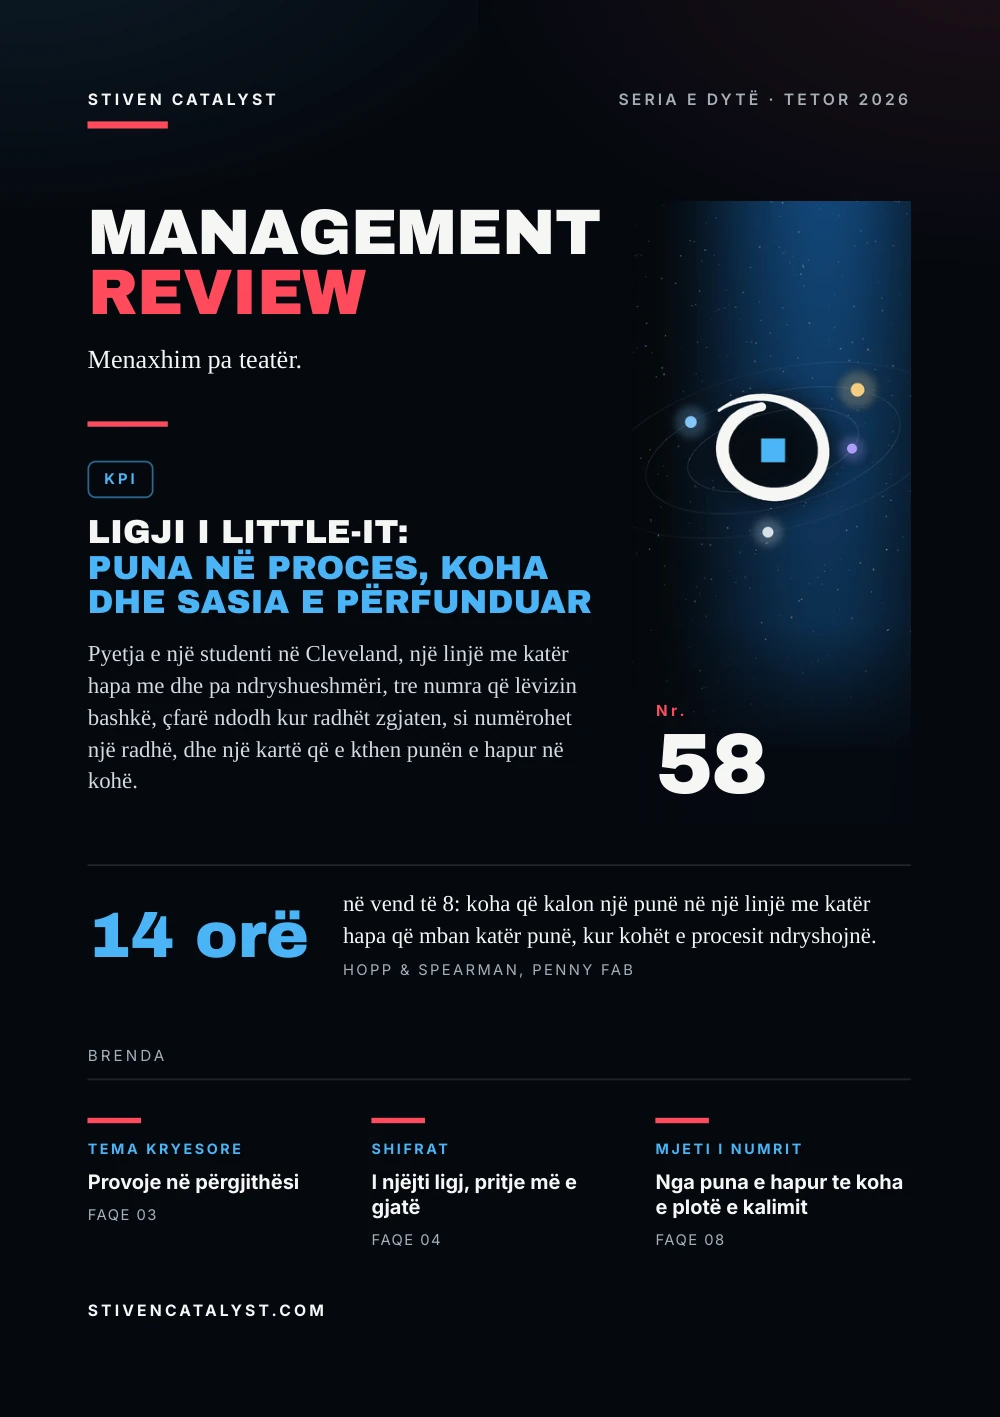 STIVEN CATALYST
SERIA E DYTË · TETOR 2026
MANAGEMENT
REVIEW
Menaxhim pa teatër.
KPI
LIGJI I LITTLE-IT:
PUNA NË PROCES, KOHA
DHE SASIA E PËRFUNDUAR
Pyetja e një studenti në Cleveland, një linjë me katër
hapa me dhe pa ndryshueshmëri, tre numra që lëvizin
bashkë, çfarë ndodh kur radhët zgjaten, si numërohet
një radhë, dhe një kartë që e kthen punën e hapur në
kohë.
Nr.
58
14 orë
në vend të 8: koha që kalon një punë në një linjë me katër
hapa që mban katër punë, kur kohët e procesit ndryshojnë.
HOPP & SPEARMAN, PENNY FAB
BRENDA
TEMA KRYESORE
Provoje në përgjithësi
FAQE 03
SHIFRAT
I njëjti ligj, pritje më e
gjatë
FAQE 04
MJETI I NUMRIT
Nga puna e hapur te koha
e plotë e kalimit
FAQE 08
STIVENCATALYST.COM